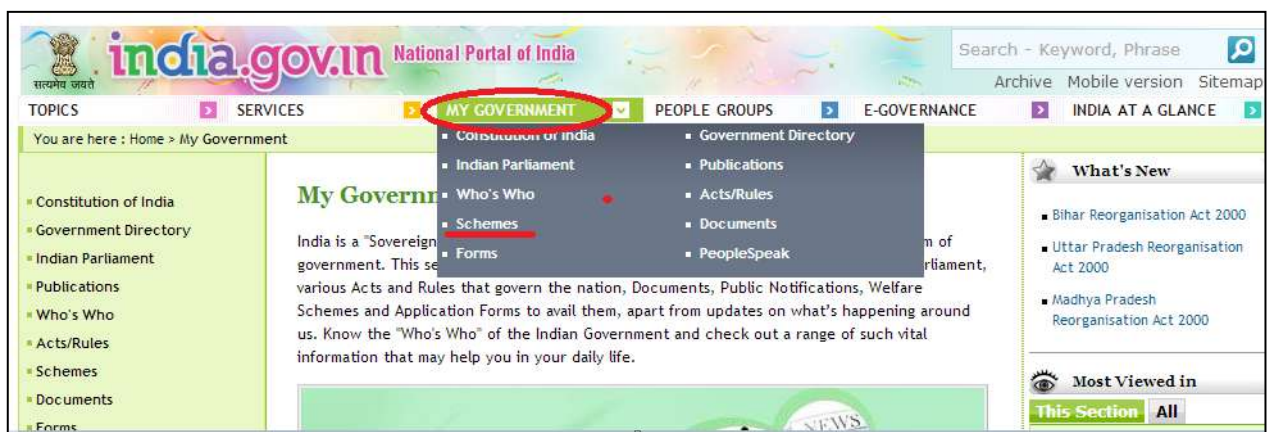 india.gov.in National Portal of India
सत्यमेव जयते
Search - Keyword, Phrase
Archive Mobile version Sitemap
TOPICS SERVICES MY GOVERNMENT PEOPLE GROUPS E-GOVERNANCE INDIA AT A GLANCE
You are here : Home > My Government
Constitution of India
Indian Parliament
Who's Who
Schemes
Forms
Government Directory
Publications
Acts/Rules
Documents
PeopleSpeak
Constitution of India
Government Directory
Indian Parliament
Publications
Who's Who
Acts/Rules
Schemes
Documents
Forms
My Governm
India is a "Sovereign m of
government. This se rliament,
various Acts and Rules that govern the nation, Documents, Public Notifications, Welfare
Schemes and Application Forms to avail them, apart from updates on what's happening around
us. Know the "Who's Who" of the Indian Government and check out a range of such vital
information that may help you in your daily life.
NEWS
What's New
Bihar Reorganisation Act 2000
Uttar Pradesh Reorganisation
Act 2000
Madhya Pradesh
Reorganisation Act 2000
Most Viewed in
This Section All